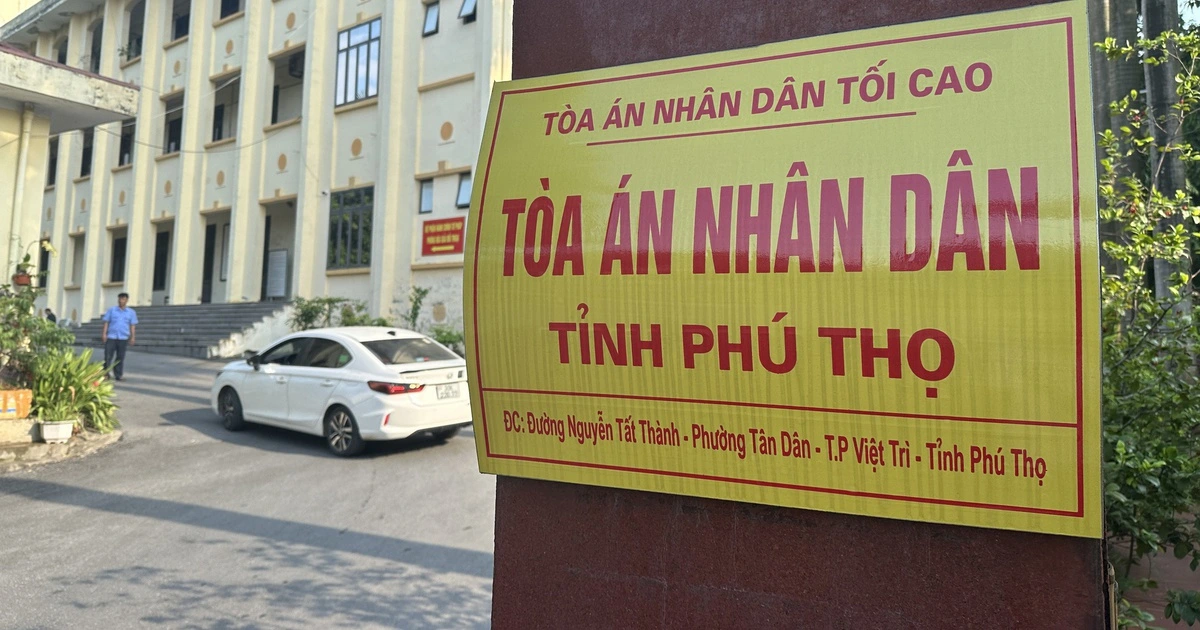 TÒA ÁN NHÂN DÂN TỐI CAO
TÒA ÁN NHÂN DÂN
TỈNH PHÚ THỌ
ĐC: Đường Nguyễn Tất Thành - Phường Tân Dân - T.P Việt Trì - Tỉnh Phú Thọ